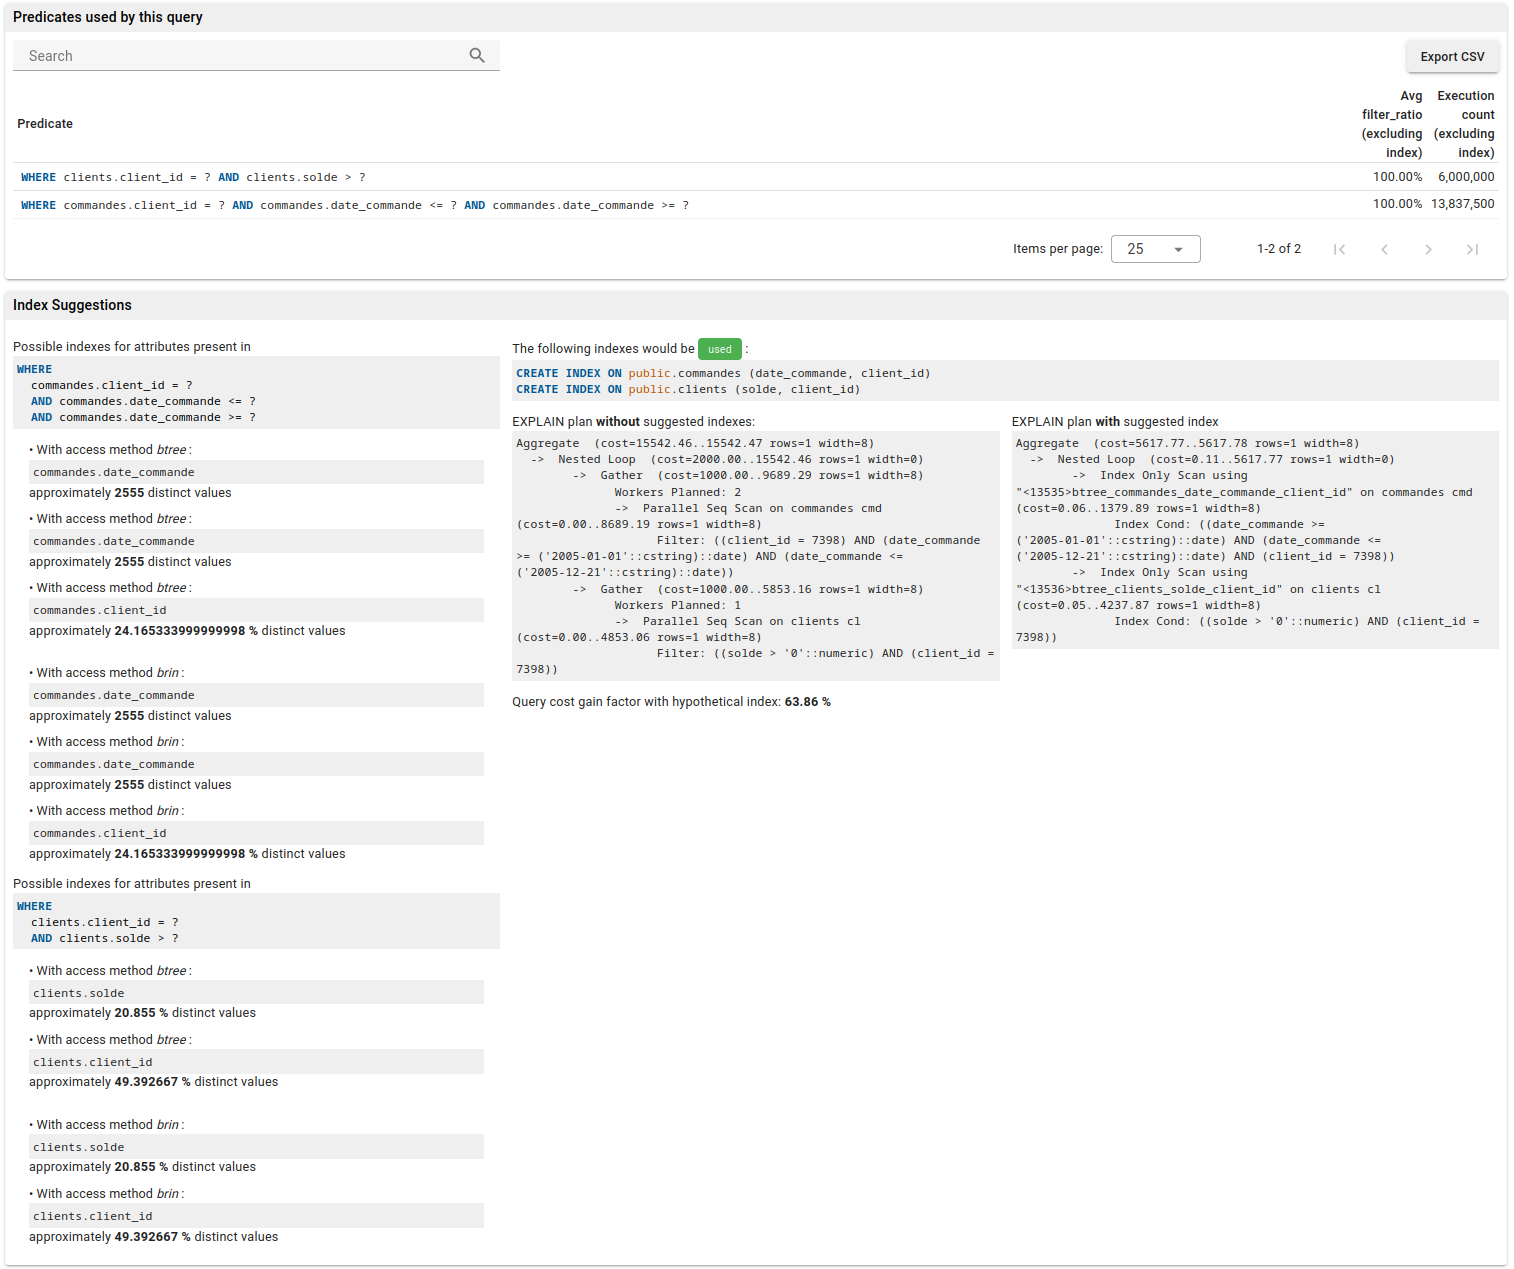 Predicates used by this query
Search
Export CSV
Predicate
Avg filter_ratio (excluding index)
Execution count (excluding index)
WHERE clients.client_id = ? AND clients.solde > ? 100.00% 6,000,000
WHERE commandes.client_id = ? AND commandes.date_commande <= ? AND commandes.date_commande >= ? 100.00% 13,837,500
Items per page: 25 1-2 of 2
Index Suggestions
Possible indexes for attributes present in
WHERE
commandes.client_id = ?
AND commandes.date_commande <= ?
AND commandes.date_commande >= ?
• With access method btree :
commandes.date_commande
approximately 2555 distinct values
• With access method btree :
commandes.date_commande
approximately 2555 distinct values
• With access method btree :
commandes.client_id
approximately 24.165333999999998 % distinct values
• With access method brin :
commandes.date_commande
approximately 2555 distinct values
• With access method brin :
commandes.date_commande
approximately 2555 distinct values
• With access method brin :
commandes.client_id
approximately 24.165333999999998 % distinct values
Possible indexes for attributes present in
WHERE
clients.client_id = ?
AND clients.solde > ?
• With access method btree :
clients.solde
approximately 20.855 % distinct values
• With access method btree :
clients.client_id
approximately 49.392667 % distinct values
• With access method brin :
clients.solde
approximately 20.855 % distinct values
• With access method brin :
clients.client_id
approximately 49.392667 % distinct values
The following indexes would be used :
CREATE INDEX ON public.commandes (date_commande, client_id)
CREATE INDEX ON public.clients (solde, client_id)
EXPLAIN plan without suggested indexes:
Aggregate (cost=15542.46..15542.47 rows=1 width=8)
-> Nested Loop (cost=2000.00..15542.46 rows=1 width=0)
-> Gather (cost=1000.00..9689.29 rows=1 width=8)
Workers Planned: 2
-> Parallel Seq Scan on commandes cmd
(cost=0.00..8689.19 rows=1 width=8)
Filter: ((client_id = 7398) AND (date_commande
>= ('2005-01-01'::cstring)::date) AND (date_commande <=
('2005-12-21'::cstring)::date))
-> Gather (cost=1000.00..5853.16 rows=1 width=8)
Workers Planned: 1
-> Parallel Seq Scan on clients cl
(cost=0.00..4853.06 rows=1 width=8)
Filter: ((solde > '0'::numeric) AND (client_id =
7398))
EXPLAIN plan with suggested index
Aggregate (cost=5617.77..5617.78 rows=1 width=8)
-> Nested Loop (cost=0.11..5617.77 rows=1 width=0)
-> Index Only Scan using
"<13535>btree_commandes_date_commande_client_id" on commandes cmd
(cost=0.06..1379.89 rows=1 width=8)
Index Cond: ((date_commande >=
('2005-01-01'::cstring)::date) AND (date_commande <=
('2005-12-21'::cstring)::date) AND (client_id = 7398))
-> Index Only Scan using
"<13536>btree_clients_solde_client_id" on clients cl
(cost=0.05..4237.87 rows=1 width=8)
Index Cond: ((solde > '0'::numeric) AND (client_id =
7398))
Query cost gain factor with hypothetical index: 63.86 %